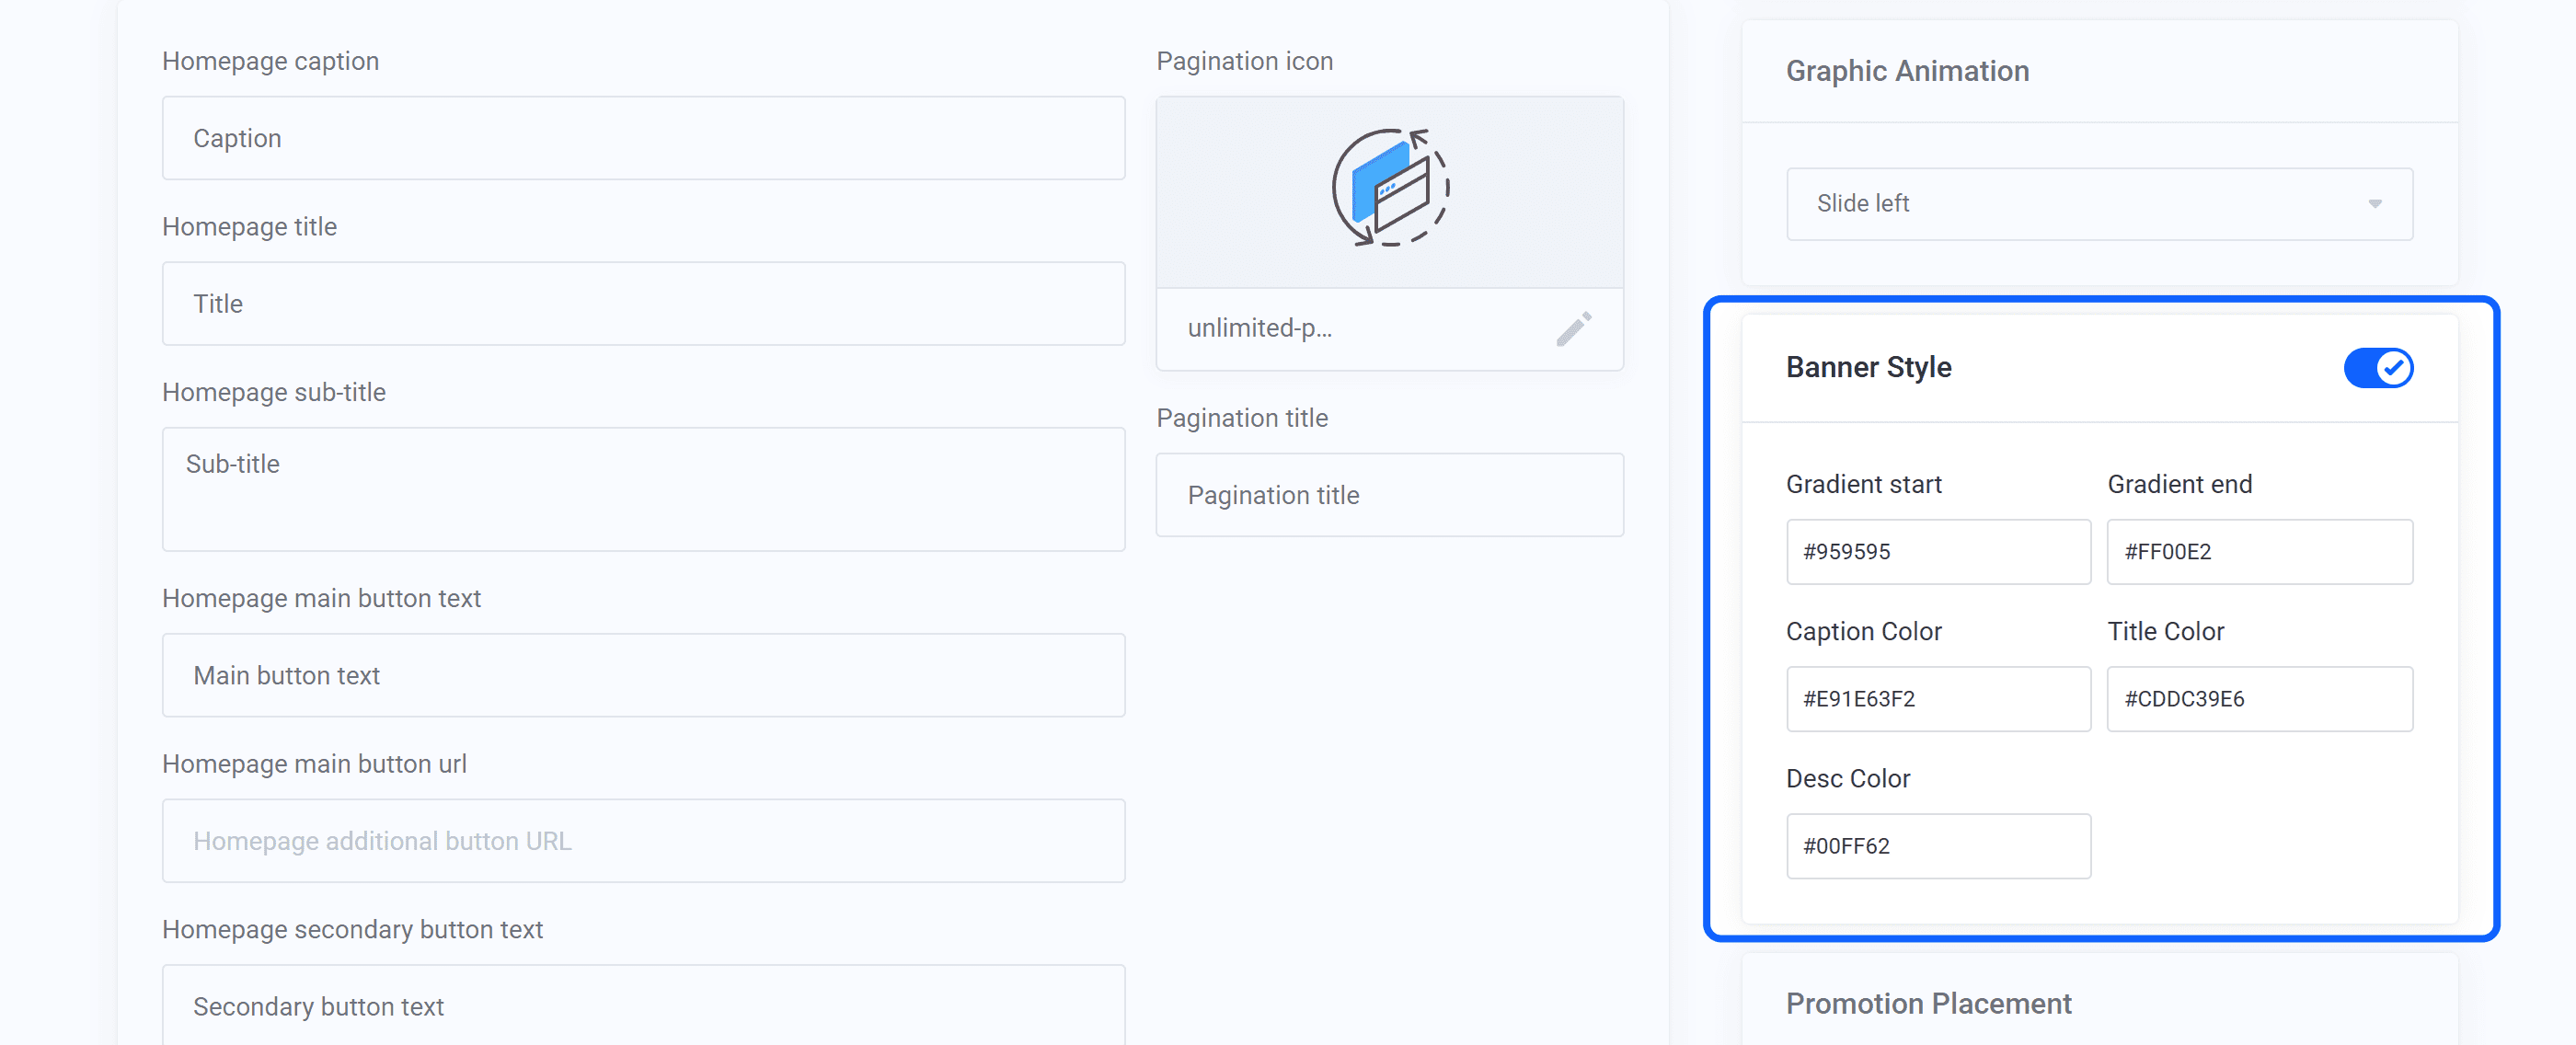 Homepage caption
Caption
Homepage title
Title
Homepage sub-title
Sub-title
Homepage main button text
Main button text
Homepage main button url
Homepage additional button URL
Homepage secondary button text
Secondary button text
Pagination icon
unlimited-p...
Pagination title
Pagination title
Graphic Animation
Slide left
Banner Style
Gradient start
Gradient end
#959595
#FF00E2
Caption Color
Title Color
#E91E63F2
#CDDC39E6
Desc Color
#00FF62
Promotion Placement